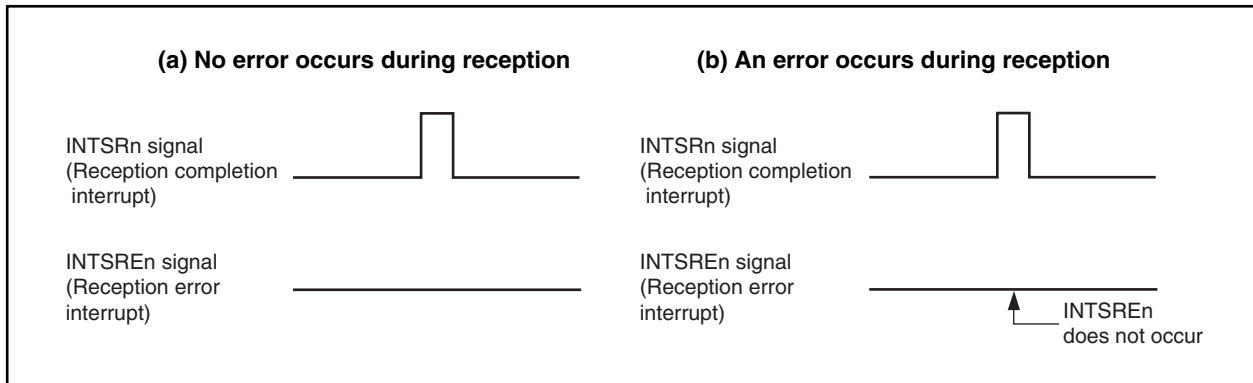 (a) No error occurs during reception
INTSRn signal
(Reception completion
interrupt)
INTSREn signal
(Reception error
interrupt)
(b) An error occurs during reception
INTSRn signal
(Reception completion
interrupt)
INTSREn signal
(Reception error
interrupt)
INTSREn
does not occur